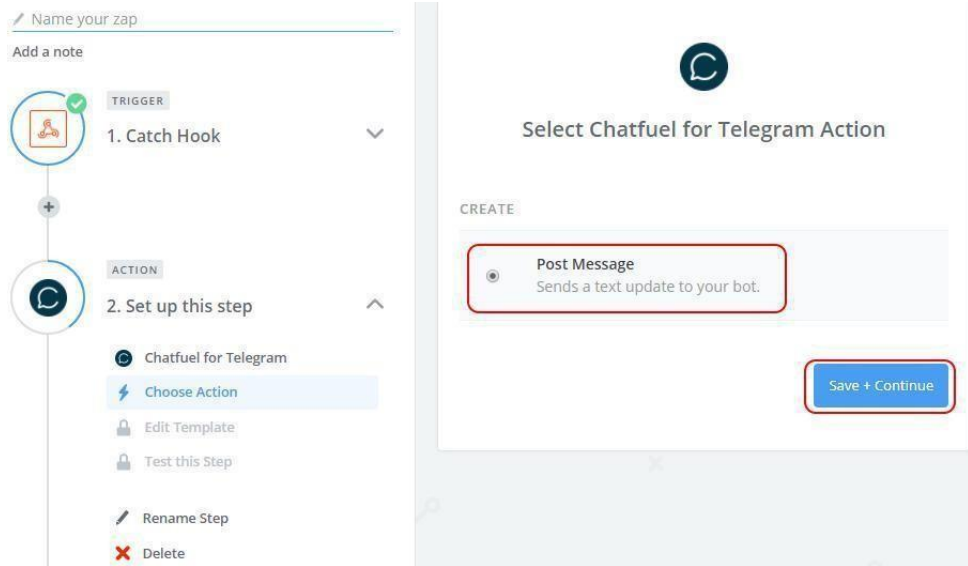 Name your zap
Add a note
TRIGGER
1. Catch Hook
ACTION
2. Set up this step
Chatfuel for Telegram
Choose Action
Edit Template
Test this Step
Rename Step
Delete
Select Chatfuel for Telegram Action
CREATE
Post Message
Sends a text update to your bot.
Save + Continue